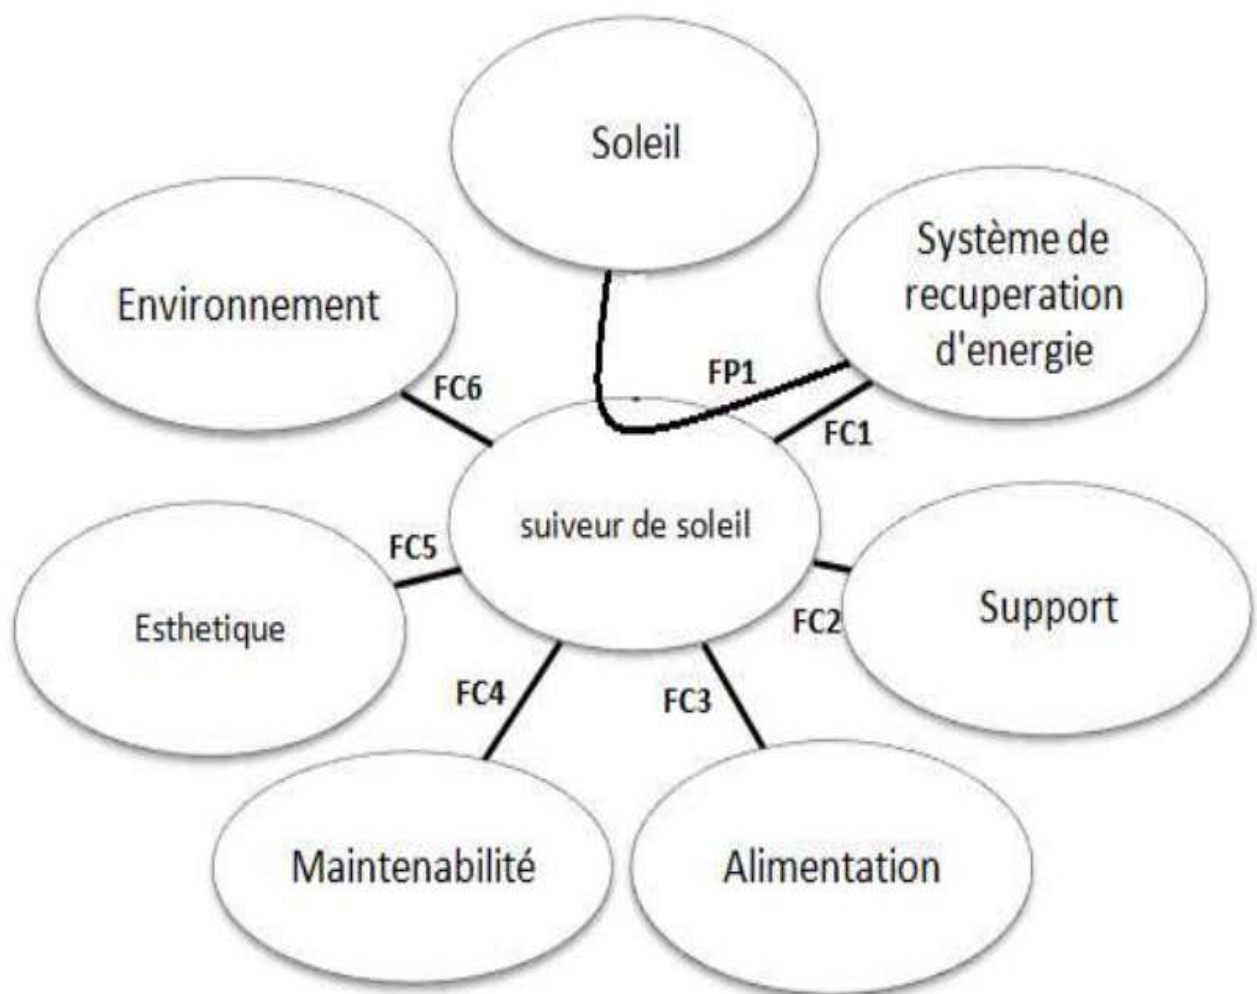 Soleil
Système de
recuperation
d'energie
Environnement
FP1
FC6
FC1
suiveur de soleil
FC5
Esthetique
FC2
Support
FC4
FC3
Maintenabilité
Alimentation